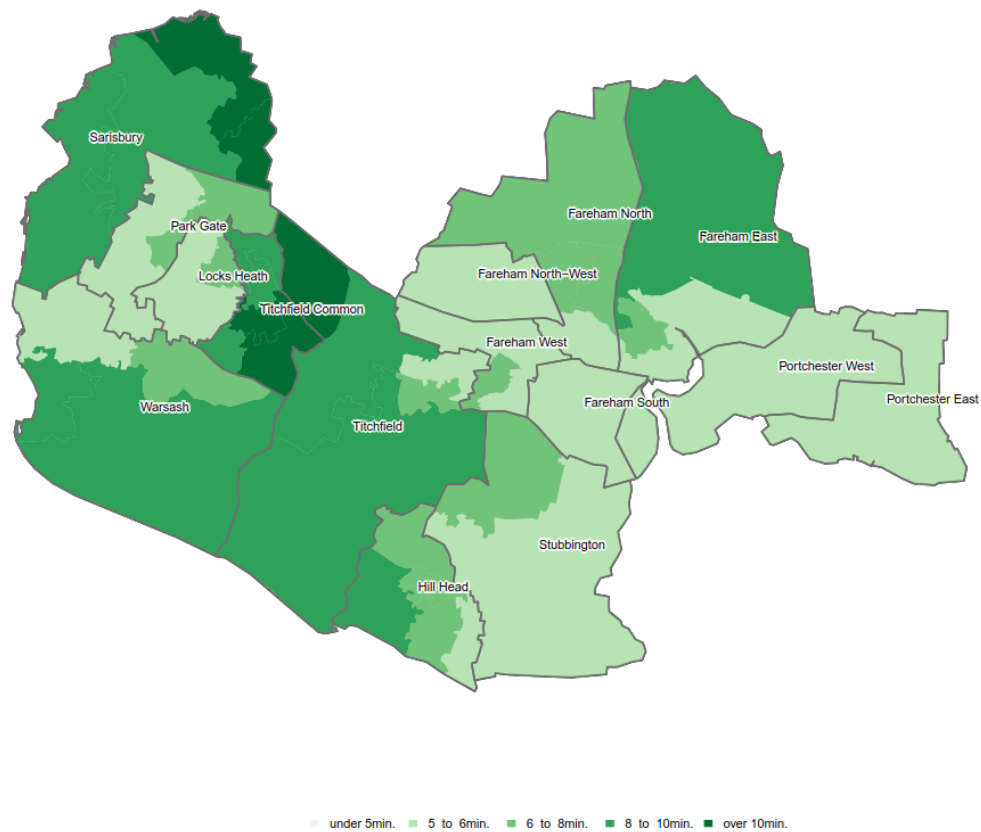 Sarisbury
Fareham North
Park Gate
Fareham East
Fareham North-West
Locks Heath
Titchfield Common
Fareham West
Portchester West
Portchester East
Fareham South
Warsash
Titchfield
Stubbington
Hill Head
under 5min. 5 to 6min. 6 to 8min. 8 to 10min. over 10min.